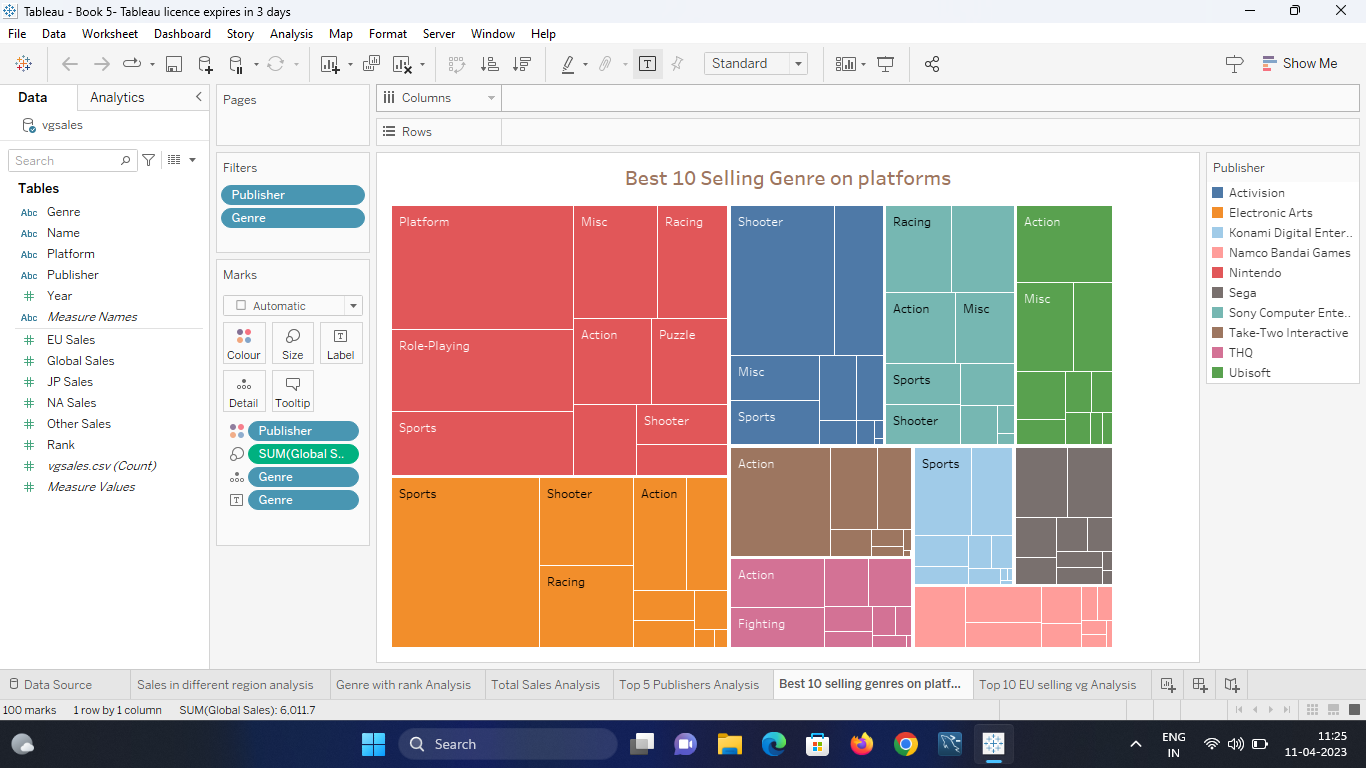 Tableau - Book 5- Tableau licence expires in 3 days
File Data Worksheet Dashboard Story Analysis Map Format Server Window Help
Standard
Show Me
Data Analytics
vgsales
Search
Tables
Abc Genre
Abc Name
Abc Platform
Abc Publisher
# Year
Abc Measure Names
# EU Sales
# Global Sales
# JP Sales
# NA Sales
# Other Sales
# Rank
# vgsales.csv (Count)
# Measure Values
Pages
Filters
Publisher
Genre
Marks
Automatic
Colour Size Label
Detail Tooltip
Publisher
SUM(Global S..
Genre
Genre
Columns
Rows
Best 10 Selling Genre on platforms
Platform Misc Racing
Role-Playing Action Puzzle
Sports Shooter
Sports Shooter Action
Racing
Shooter
Misc
Sports
Racing
Action Misc
Sports
Shooter
Action
Misc
Action
Action
Fighting
Sports
Publisher
Activision
Electronic Arts
Konami Digital Enter..
Namco Bandai Games
Nintendo
Sega
Sony Computer Ente..
Take-Two Interactive
THQ
Ubisoft
Data Source Sales in different region analysis Genre with rank Analysis Total Sales Analysis Top 5 Publishers Analysis Best 10 selling genres on platf... Top 10 EU selling vg Analysis
100 marks 1 row by 1 column SUM(Global Sales): 6,011.7
Search
ENG
IN
11:25
11-04-2023